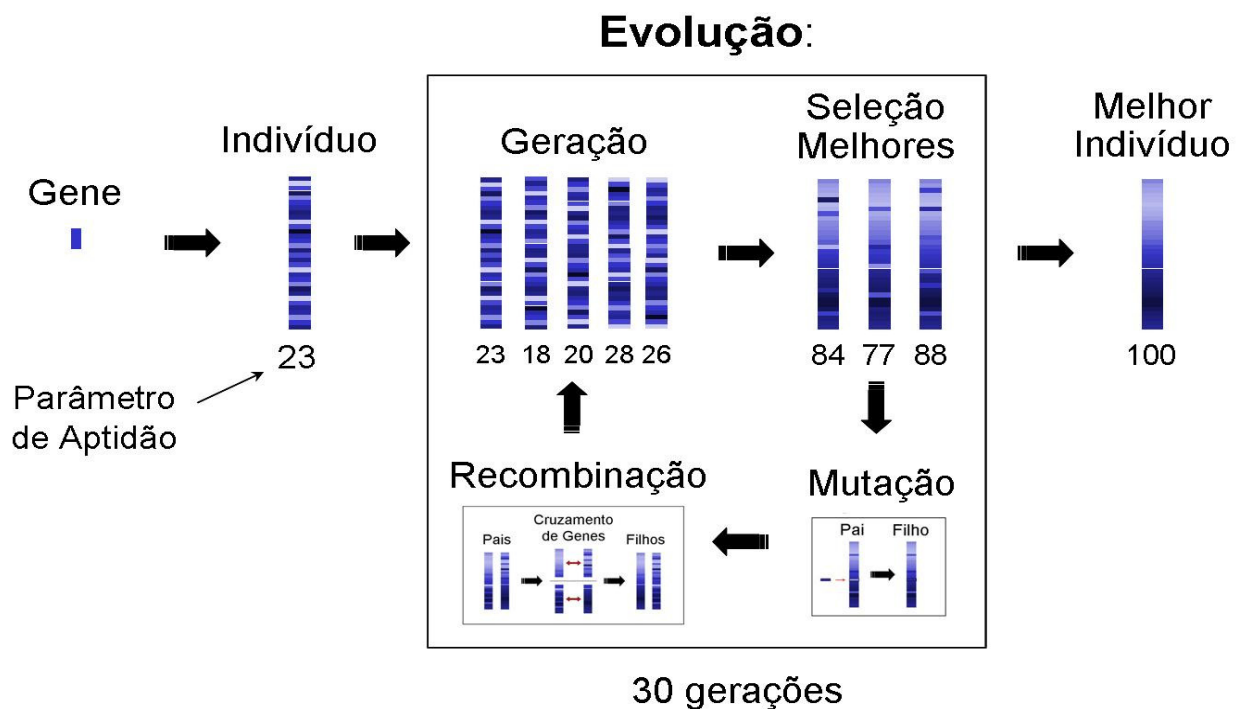 Evolução:
Gene
Indivíduo
23
Parâmetro
de Aptidão
Geração
23 18 20 28 26
Seleção
Melhores
84 77 88
Mutação
Pai Filho
Recombinação
Pais
Cruzamento
de Genes
Filhos
30 gerações
Melhor
Indivíduo
100